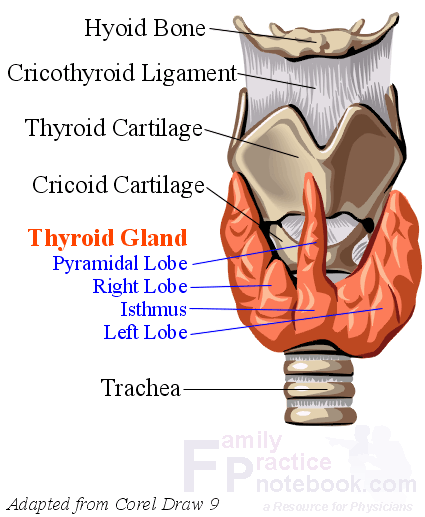 Hyoid Bone
Cricothyroid Ligament
Thyroid Cartilage
Cricoid Cartilage
Thyroid Gland
Pyramidal Lobe
Right Lobe
Isthmus
Left Lobe
Trachea
Family
Practice
notebook.com
a Resource for Physicians
Adapted from Corel Draw 9